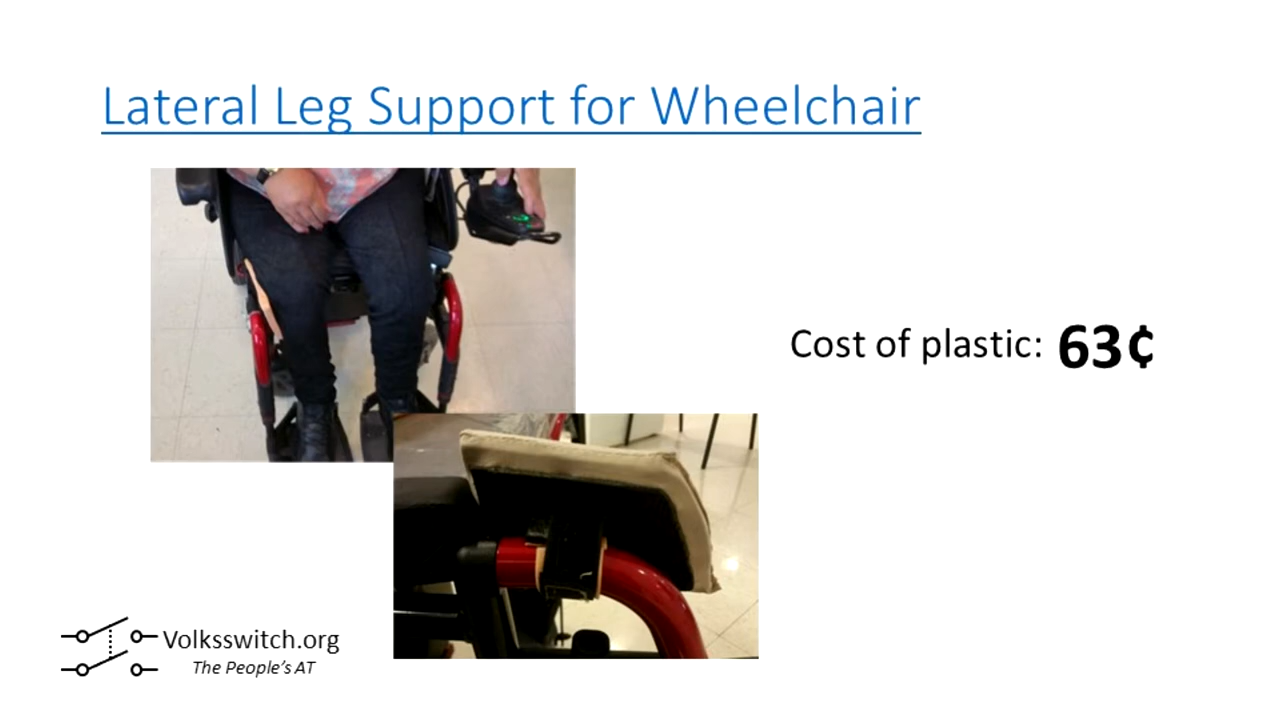 Lateral Leg Support for Wheelchair
Cost of plastic: 63¢
Volksswitch.org
The People's AT